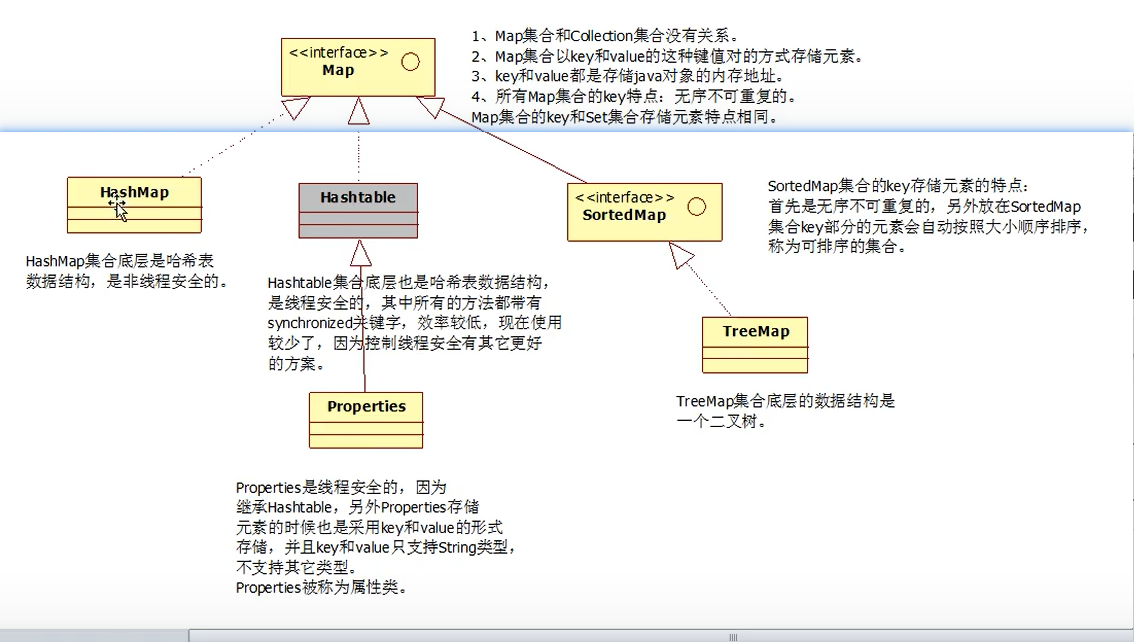 <<interface>>
Map
1、Map集合和Collection集合没有关系。
2、Map集合以key和value的这种键值对的方式存储元素。
3、key和value都是存储java对象的内存地址。
4、所有Map集合的key特点：无序不可重复的。
Map集合的key和Set集合存储元素特点相同。
HashMap
HashMap集合底层是哈希表
数据结构，是非线程安全的。
Hashtable
Hashtable集合底层也是哈希表数据结构，
是线程安全的，其中所有的方法都带有
synchronized关键字，效率较低，现在使用
较少了，因为控制线程安全有其它更好
的方案。
<<interface>>
SortedMap
SortedMap集合的key存储元素的特点：
首先是无序不可重复的，另外放在SortedMap
集合key部分的元素会自动按照大小顺序排序，
称为可排序的集合。
TreeMap
TreeMap集合底层的数据结构是
一个二叉树。
Properties
Properties是线程安全的，因为
继承Hashtable，另外Properties存储
元素的时候也是采用key和value的形式
存储，并且key和value只支持String类型，
不支持其它类型。
Properties被称为属性类。